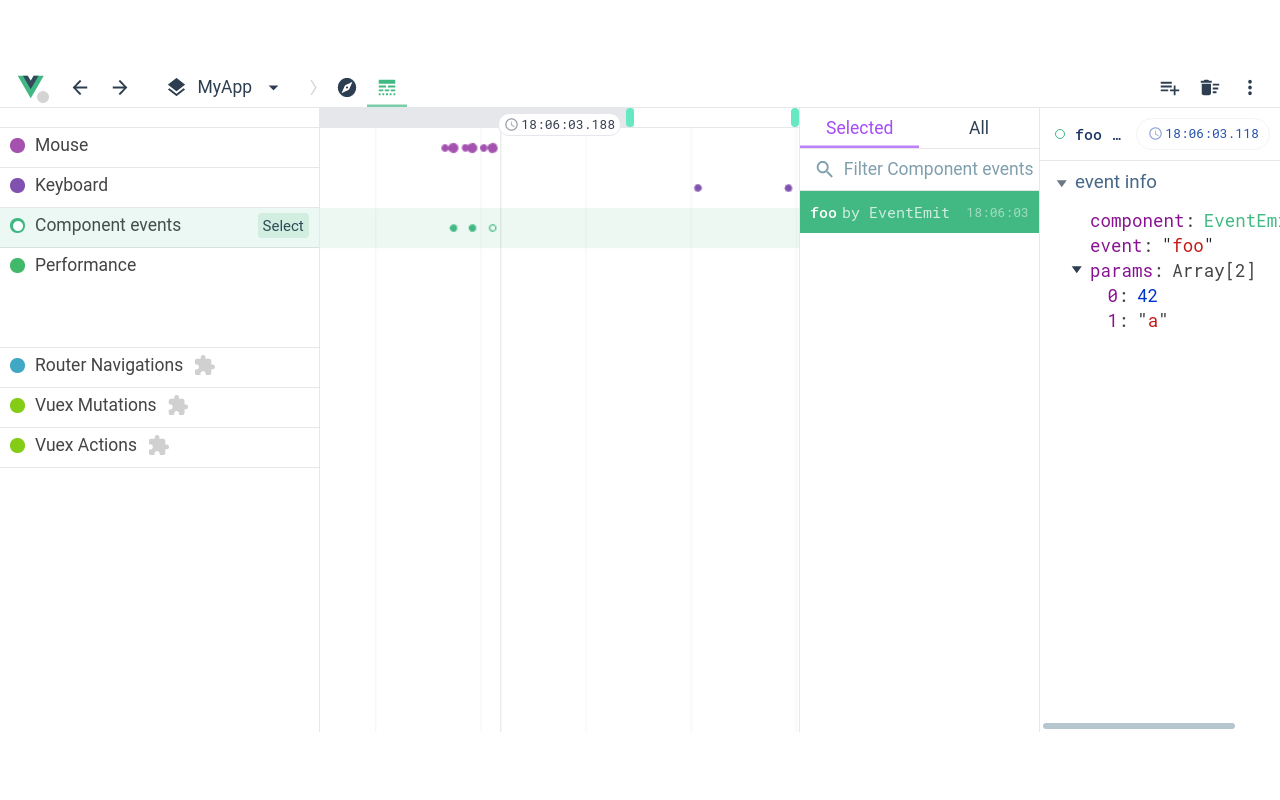 MyApp
18:06:03.188
Mouse
Keyboard
Component events Select
Performance
Router Navigations
Vuex Mutations
Vuex Actions
Selected All
Filter Component events
foo by EventEmit 18:06:03
foo … 18:06:03.118
event info
component: EventEm
event: "foo"
params: Array[2]
0: 42
1: "a"